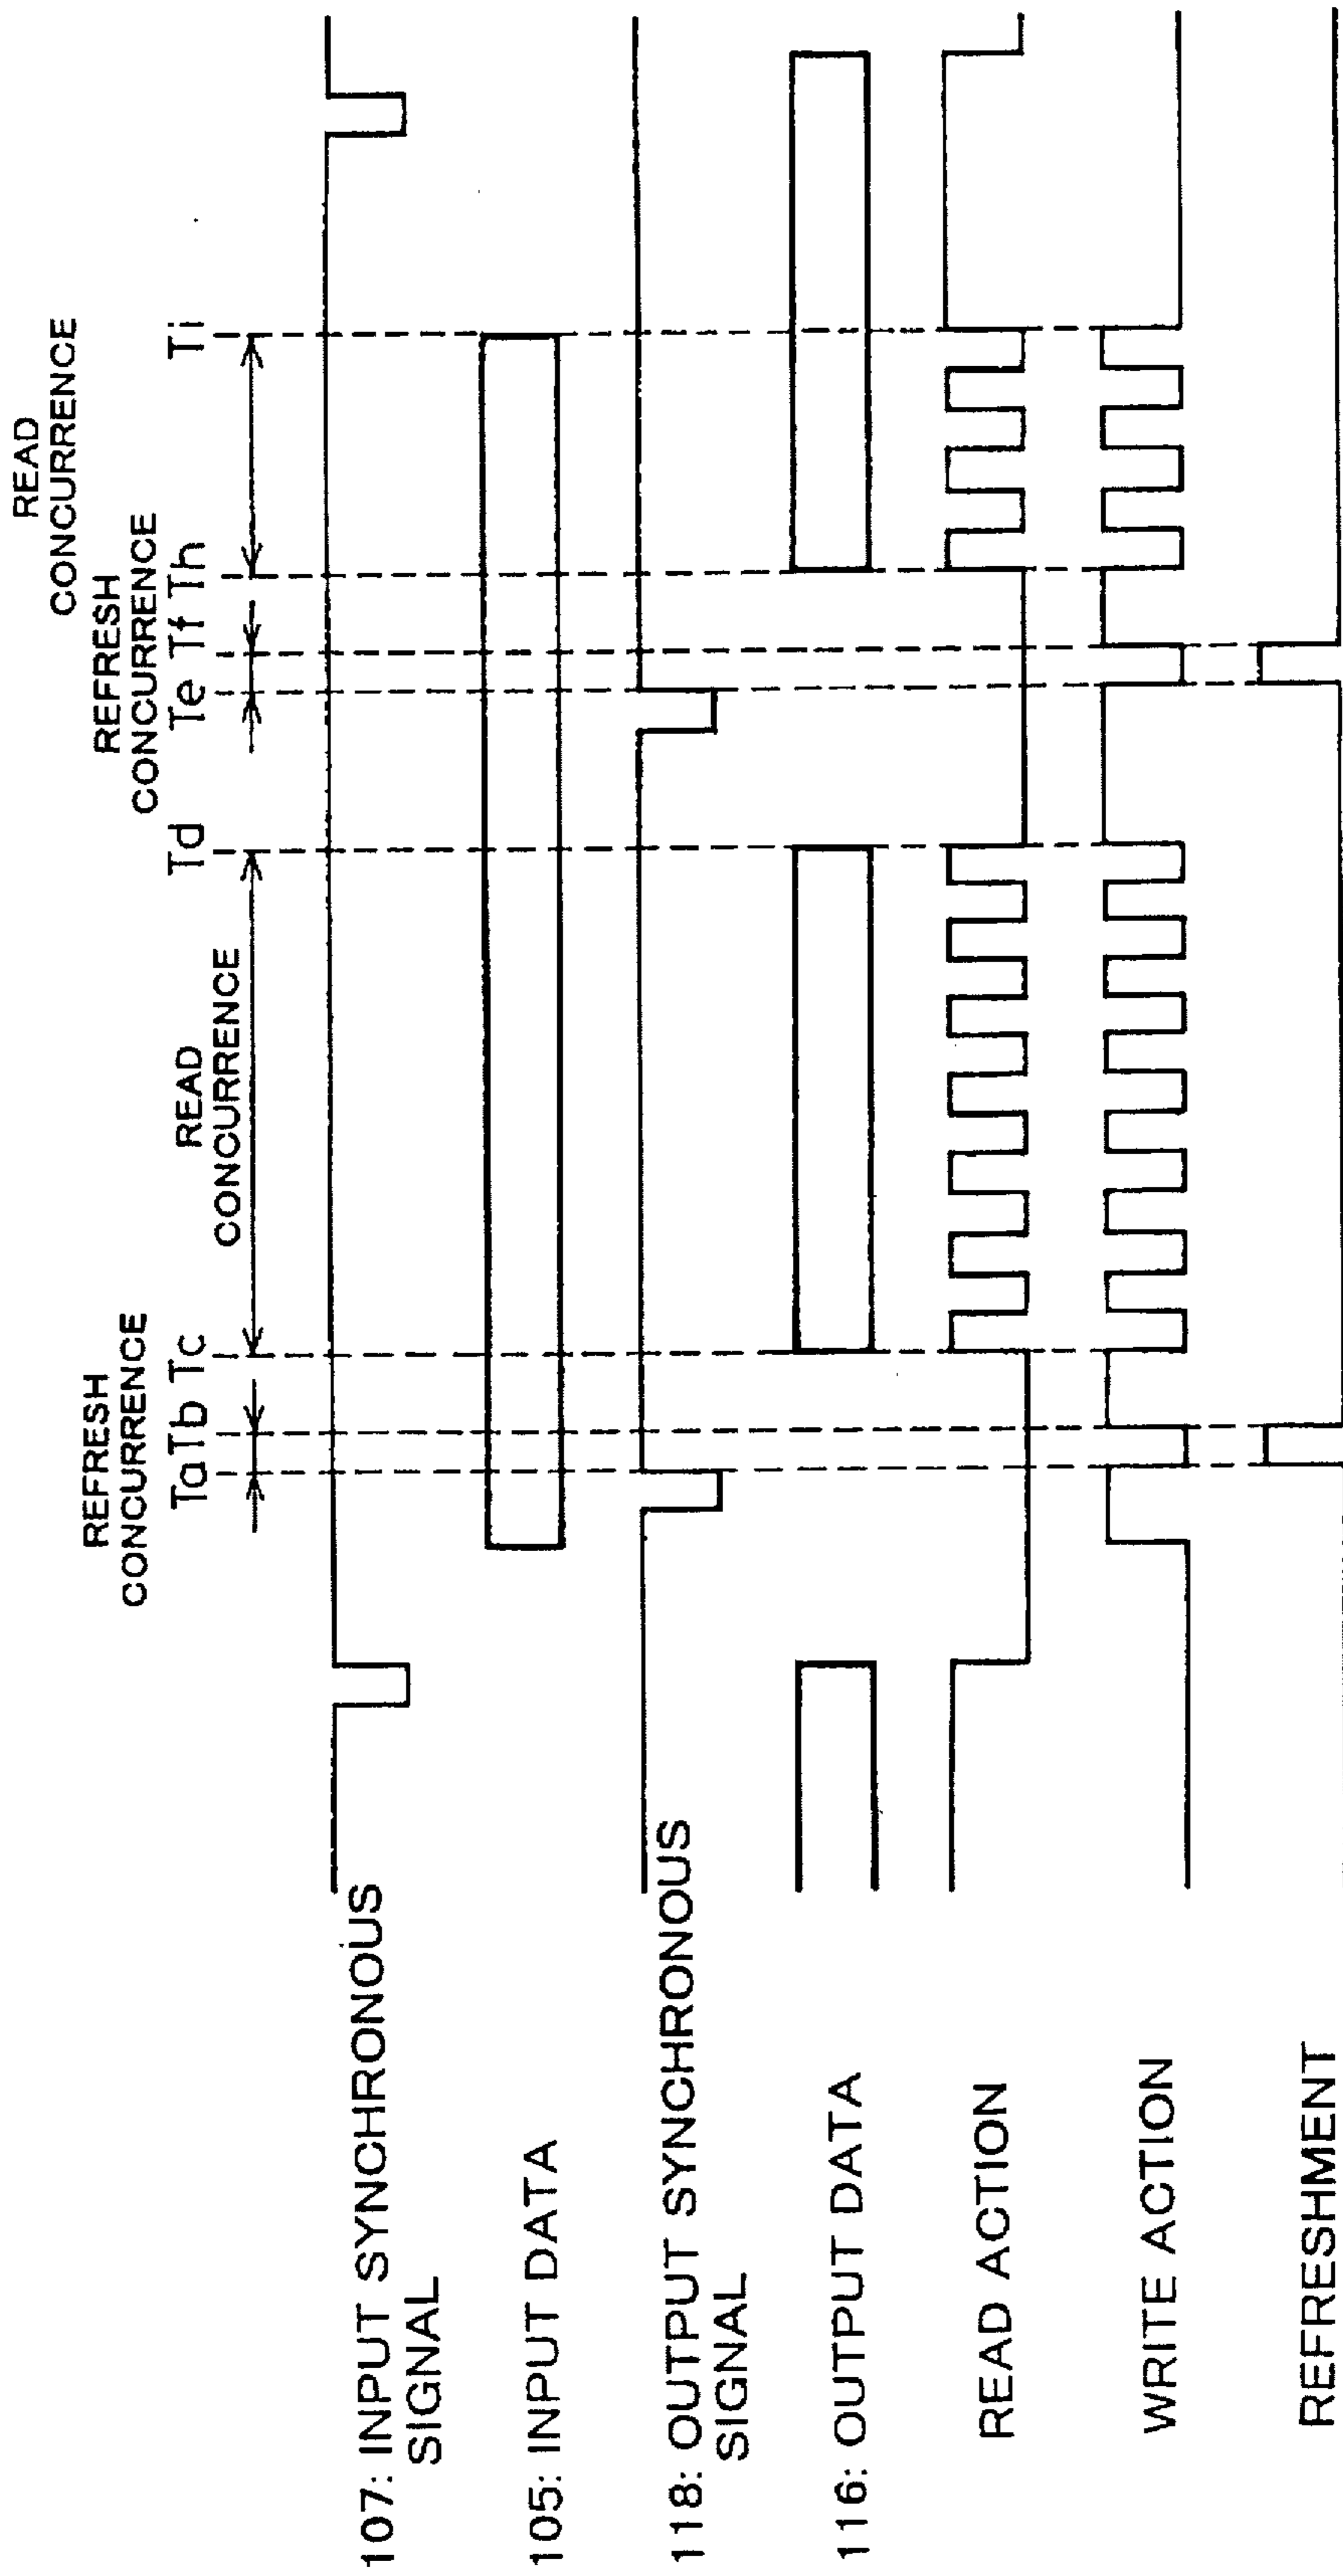 REFRESH
CONCURRENCE
READ
CONCURRENCE
REFRESH
CONCURRENCE
READ
CONCURRENCE
Ta Tb Tc Td Te Tf Th Ti
107: INPUT SYNCHRONOUS
SIGNAL
105: INPUT DATA
118: OUTPUT SYNCHRONOUS
SIGNAL
116: OUTPUT DATA
READ ACTION
WRITE ACTION
REFRESHMENT